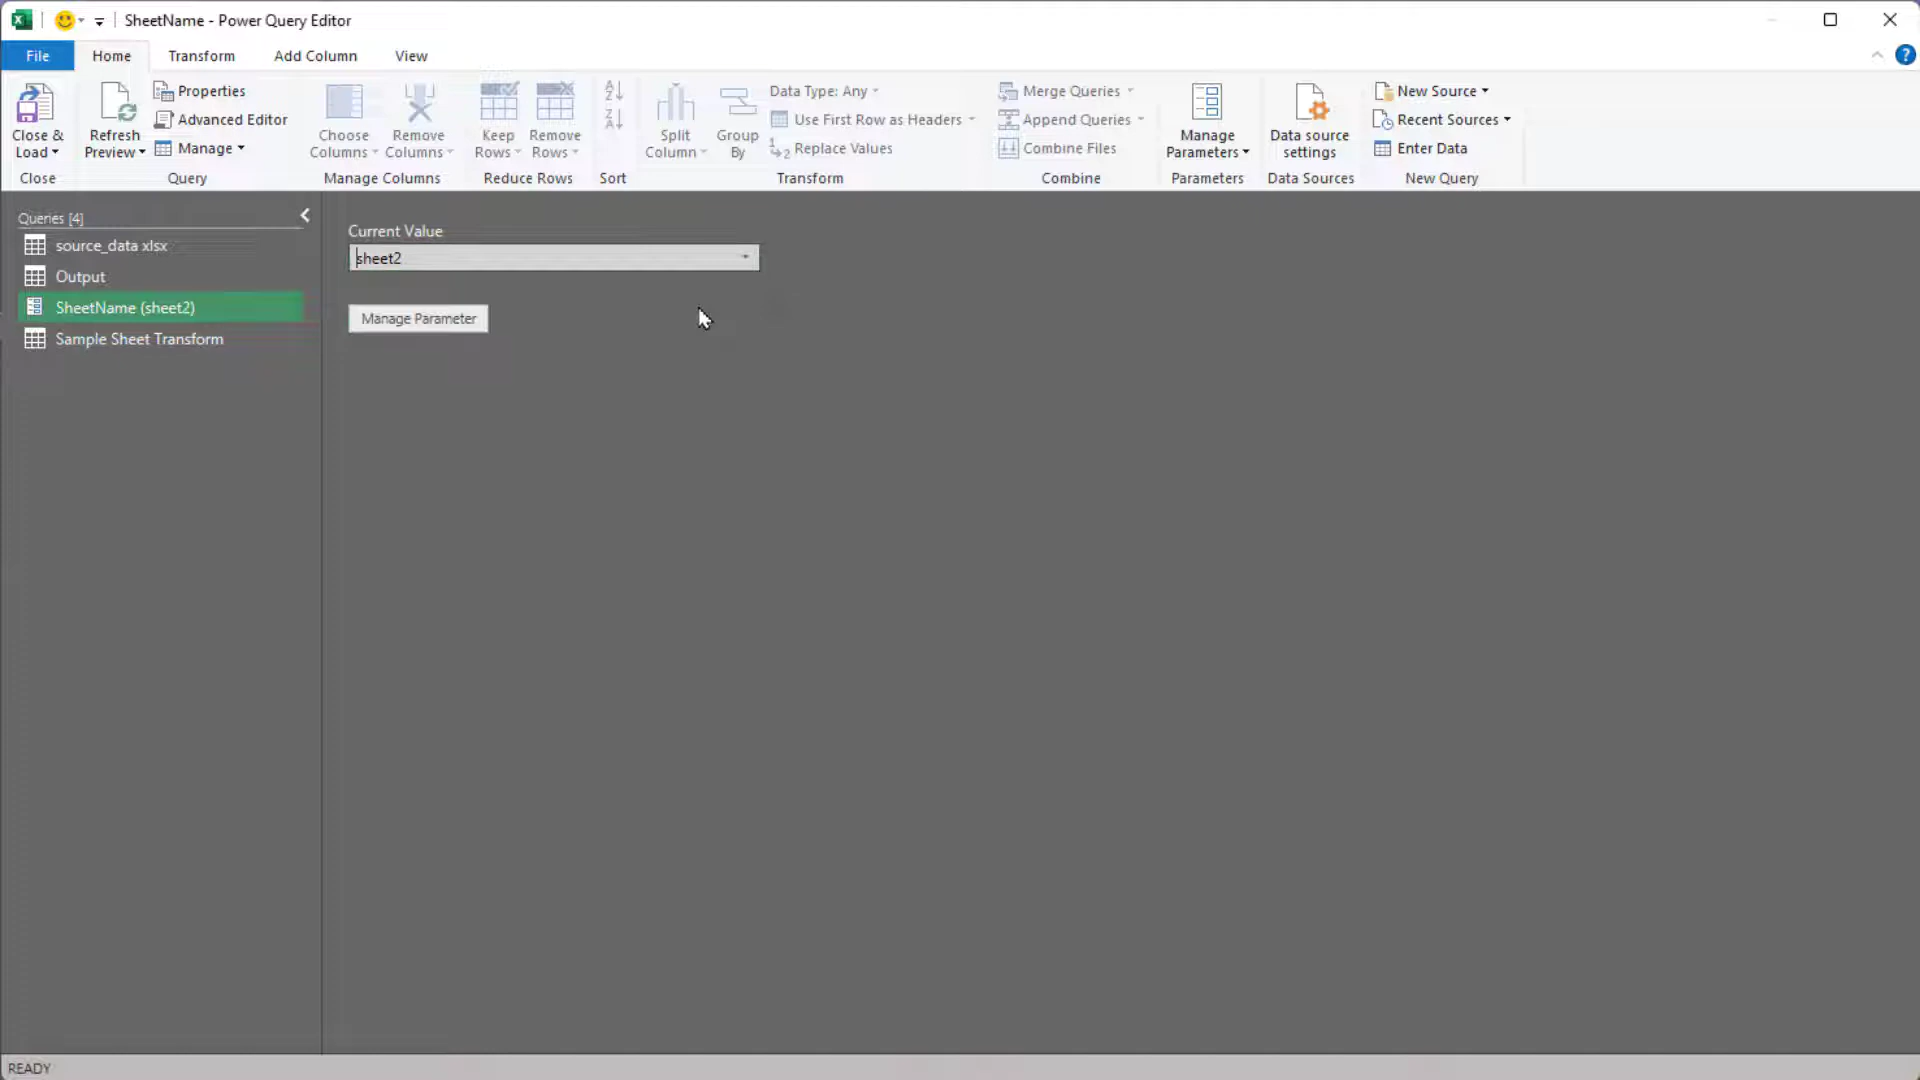 SheetName - Power Query Editor
File
Home
Transform
Add Column
View
Close & Load
Refresh Preview
Properties
Advanced Editor
Manage
Choose Columns
Remove Columns
Keep Rows
Remove Rows
Split Column
Group By
Data Type: Any
Use First Row as Headers
Replace Values
Merge Queries
Append Queries
Combine Files
Manage Parameters
Data source settings
New Source
Recent Sources
Enter Data
Close
Query
Manage Columns
Reduce Rows
Sort
Transform
Combine
Parameters
Data Sources
New Query
Queries [4]
source_data xlsx
Output
SheetName (sheet2)
Sample Sheet Transform
Current Value
sheet2
Manage Parameter
READY